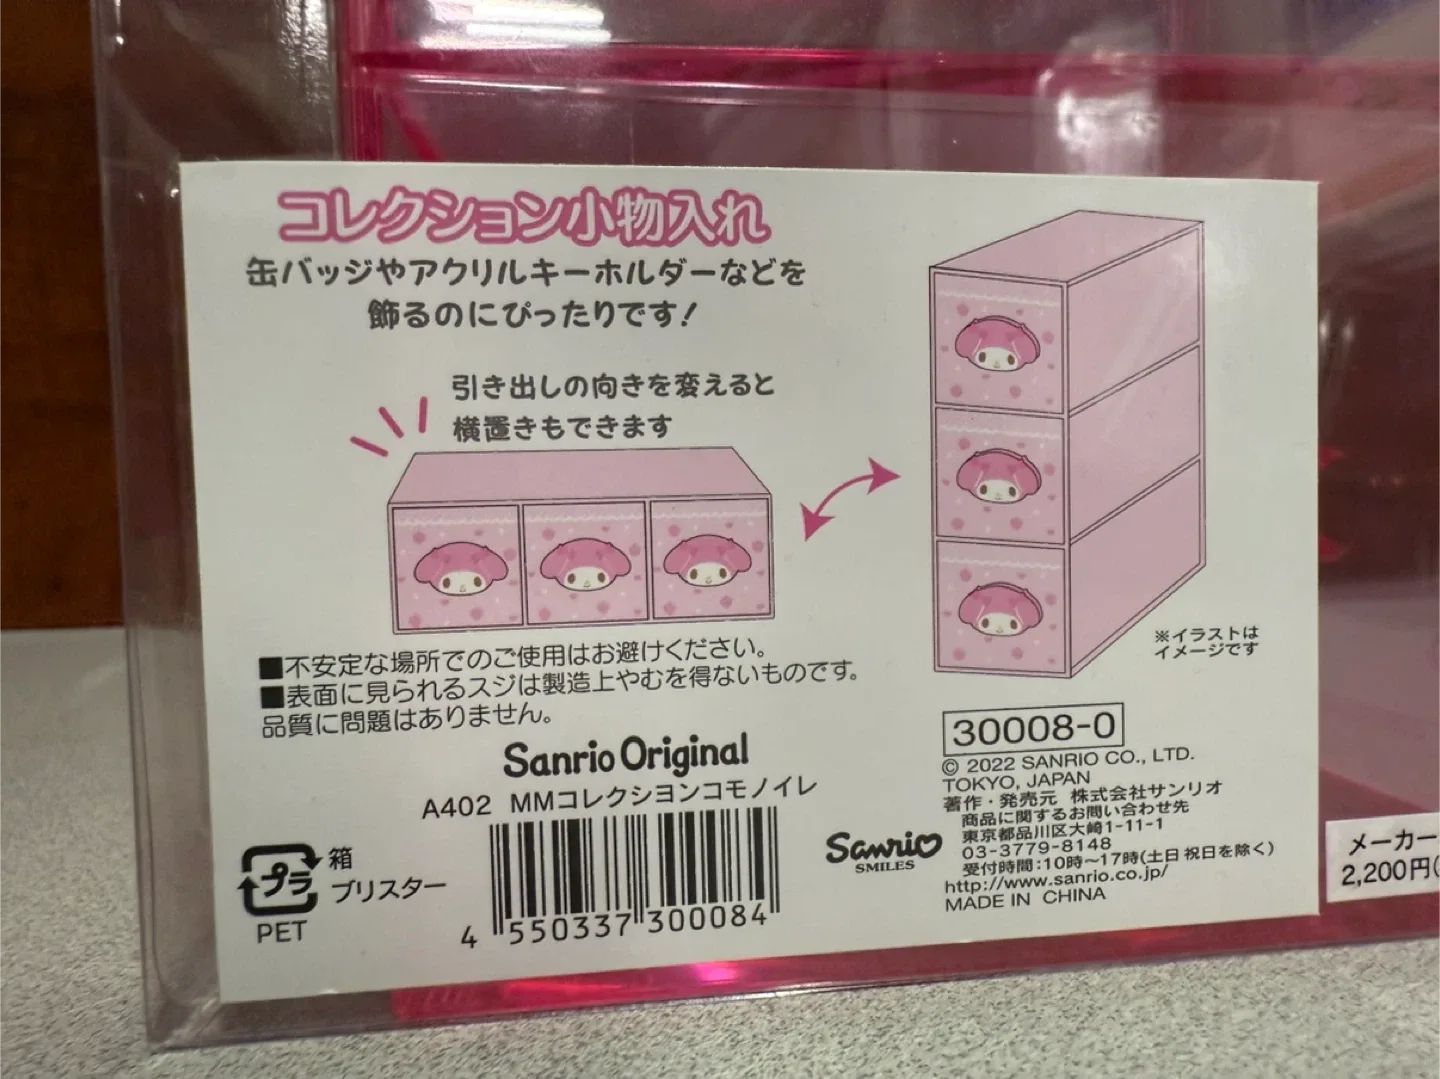 コレクション小物入れ
缶バッジやアクリルキーホルダーなどを
飾るのにぴったりです!
引き出しの向きを変えると
横置きもできます
■不安定な場所でのご使用はお避けください。
■表面に見られるスジは製造上やむを得ないものです。
品質に問題はありません。
※イラストは
イメージです
Sanrio Original
A402 MMコレクシヨンコモノイレ
プラ
箱
ブリスター
PET
4 550337 300084
Sanrio
SMILES
30008-0
© 2022 SANRIO CO., LTD.
TOKYO, JAPAN
著作・発売元 株式会社サンリオ
商品に関するお問い合わせ先
東京都品川区大崎1-11-1
03-3779-8148
受付時間:10時〜17時(土日 祝日を除く)
http://www.sanrio.co.jp/
MADE IN CHINA
メーカー
2,200円(